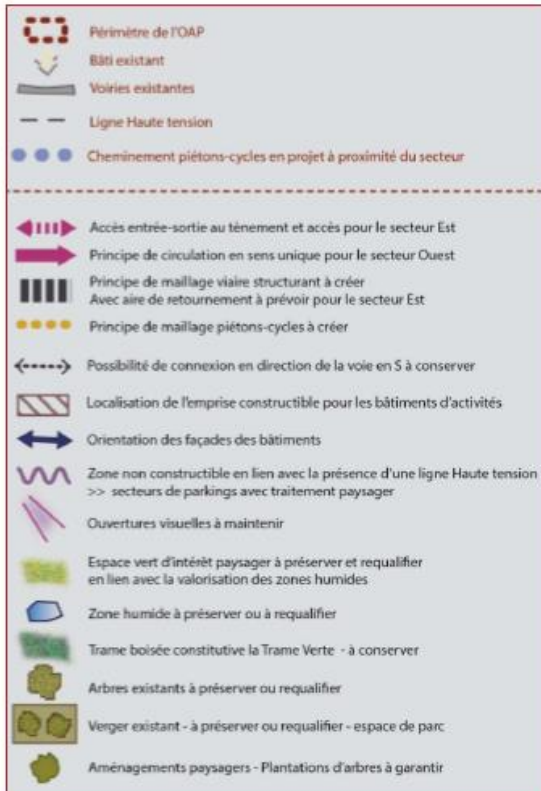 Périmètre de l'OAP
Bâti existant
Voiries existantes
Ligne Haute tension
Cheminement piétons-cycles en projet à proximité du secteur
Accès entrée-sortie au tènement et accès pour le secteur Est
Principe de circulation en sens unique pour le secteur Ouest
Principe de maillage viaire structurant à créer
Avec aire de retournement à prévoir pour le secteur Est
Principe de maillage piétons-cycles à créer
Possibilité de connexion en direction de la voie en S à conserver
Localisation de l'emprise constructible pour les bâtiments d'activités
Orientation des façades des bâtiments
Zone non constructible en lien avec la présence d'une ligne Haute tension
>> secteurs de parkings avec traitement paysager
Ouvertures visuelles à maintenir
Espace vert d'intérêt paysager à préserver et requalifier
en lien avec la valorisation des zones humides
Zone humide à préserver ou à requalifier
Trame boisée constitutive la Trame Verte - à conserver
Arbres existants à préserver ou requalifier
Verger existant - à préserver ou requalifier - espace de parc
Aménagements paysagers - Plantations d'arbres à garantir